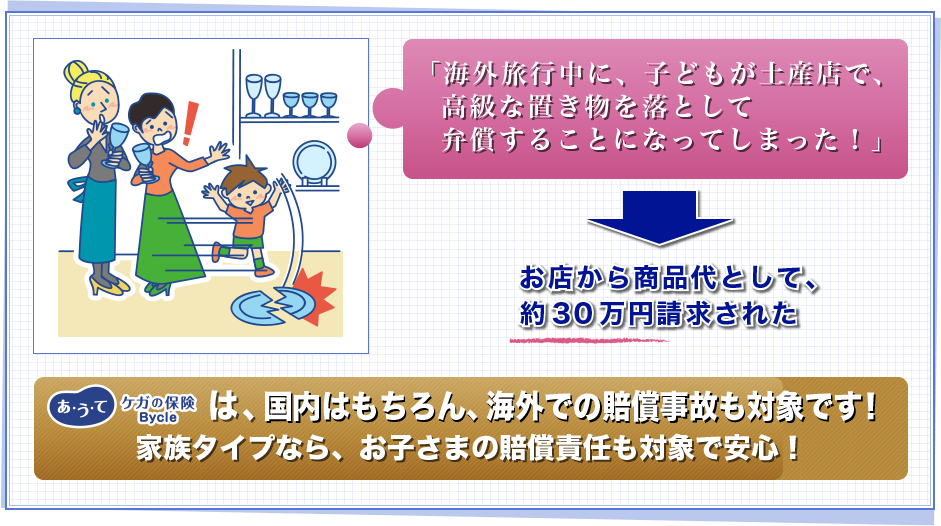 「海外旅行中に、子どもが土産店で、
高級な置き物を落として
弁償することになってしまった！」
お店から商品代として、
約30万円請求された
あ・う・て ケガの保険 Bycle は、国内はもちろん、海外での賠償事故も対象です！
家族タイプなら、お子さまの賠償責任も対象で安心！